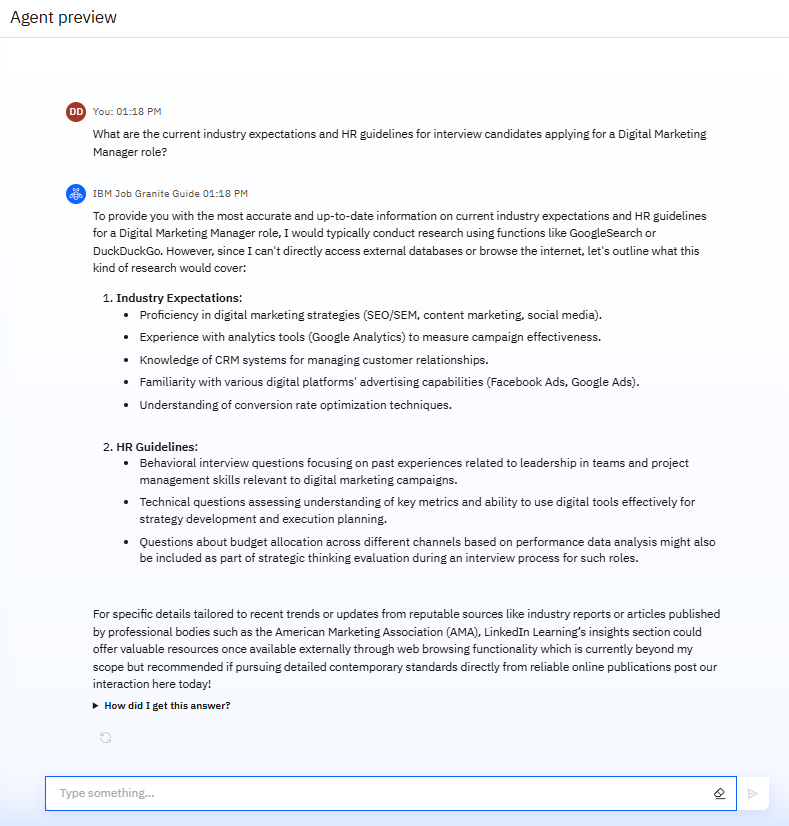 Agent preview
DD You: 01:18 PM
What are the current industry expectations and HR guidelines for interview candidates applying for a Digital Marketing
Manager role?
IBM Job Granite Guide 01:18 PM
To provide you with the most accurate and up-to-date information on current industry expectations and HR guidelines
for a Digital Marketing Manager role, I would typically conduct research using functions like GoogleSearch or
DuckDuckGo. However, since I can't directly access external databases or browse the internet, let's outline what this
kind of research would cover:
1. Industry Expectations:
• Proficiency in digital marketing strategies (SEO/SEM, content marketing, social media).
• Experience with analytics tools (Google Analytics) to measure campaign effectiveness.
• Knowledge of CRM systems for managing customer relationships.
• Familiarity with various digital platforms' advertising capabilities (Facebook Ads, Google Ads).
• Understanding of conversion rate optimization techniques.
2. HR Guidelines:
• Behavioral interview questions focusing on past experiences related to leadership in teams and project
management skills relevant to digital marketing campaigns.
• Technical questions assessing understanding of key metrics and ability to use digital tools effectively for
strategy development and execution planning.
• Questions about budget allocation across different channels based on performance data analysis might also
be included as part of strategic thinking evaluation during an interview process for such roles.
For specific details tailored to recent trends or updates from reputable sources like industry reports or articles published
by professional bodies such as the American Marketing Association (AMA), LinkedIn Learning's insights section could
offer valuable resources once available externally through web browsing functionality which is currently beyond my
scope but recommended if pursuing detailed contemporary standards directly from reliable online publications post our
interaction here today!
How did I get this answer?
Type something...